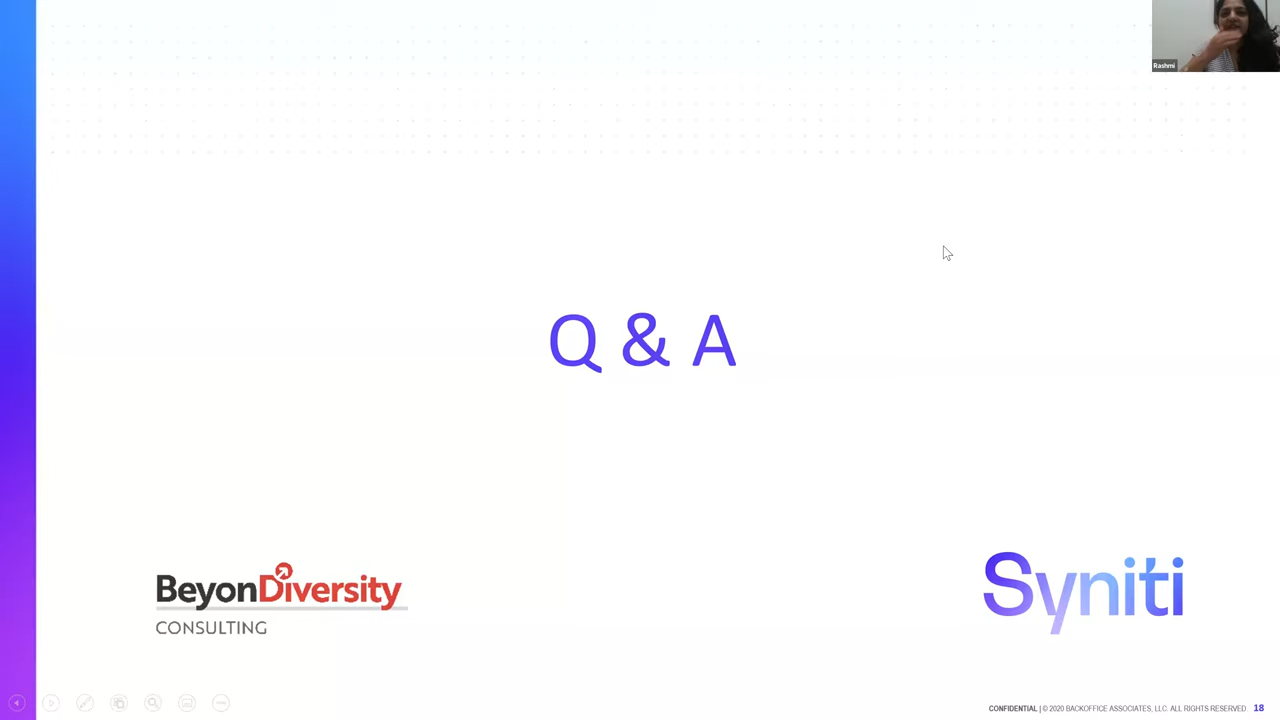 Rashmi
Q & A
BeyonDiversity
CONSULTING
Syniti
CONFIDENTIAL | © 2020 BACKOFFICE ASSOCIATES, LLC. ALL RIGHTS RESERVED. 18